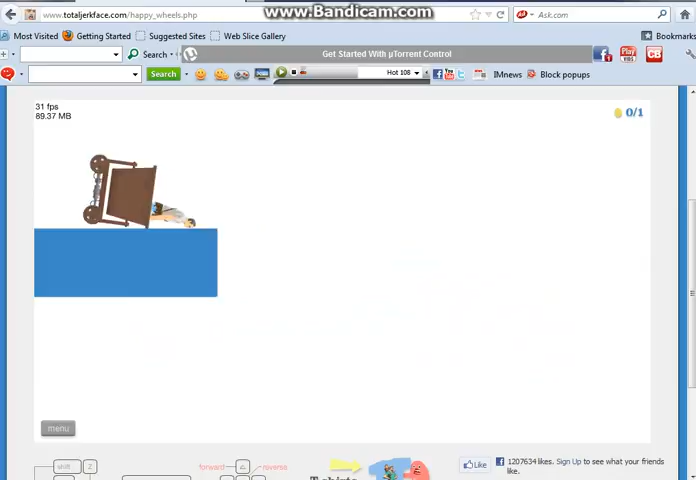 www.Bandicam.com
www.totaljerkface.com/happy_wheels.php
Ask.com
Most Visited Getting Started Suggested Sites Web Slice Gallery Bookmarks
Search Get Started With µTorrent Control
Search Hot 108 IMnews Block popups
31 fps
89.37 MB
0/1
menu
shift Z forward reverse
Like 1207634 likes. Sign Up to see what your friends
like.